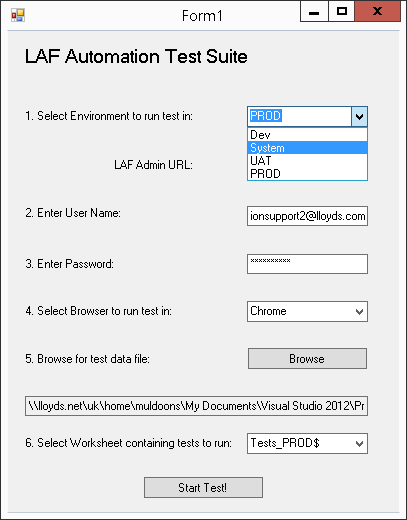 Form1
LAF Automation Test Suite
1. Select Environment to run test in:
PROD
Dev
System
LAF Admin URL:
UAT
PROD
2. Enter User Name:
ionsupport2@lloyds.com
3. Enter Password:
**********
4. Select Browser to run test in:
Chrome
5. Browse for test data file:
Browse
\\lloyds.net\uk\home\muldoons\My Documents\Visual Studio 2012\Pr
6. Select Worksheet containing tests to run:
Tests_PROD$
Start Test!